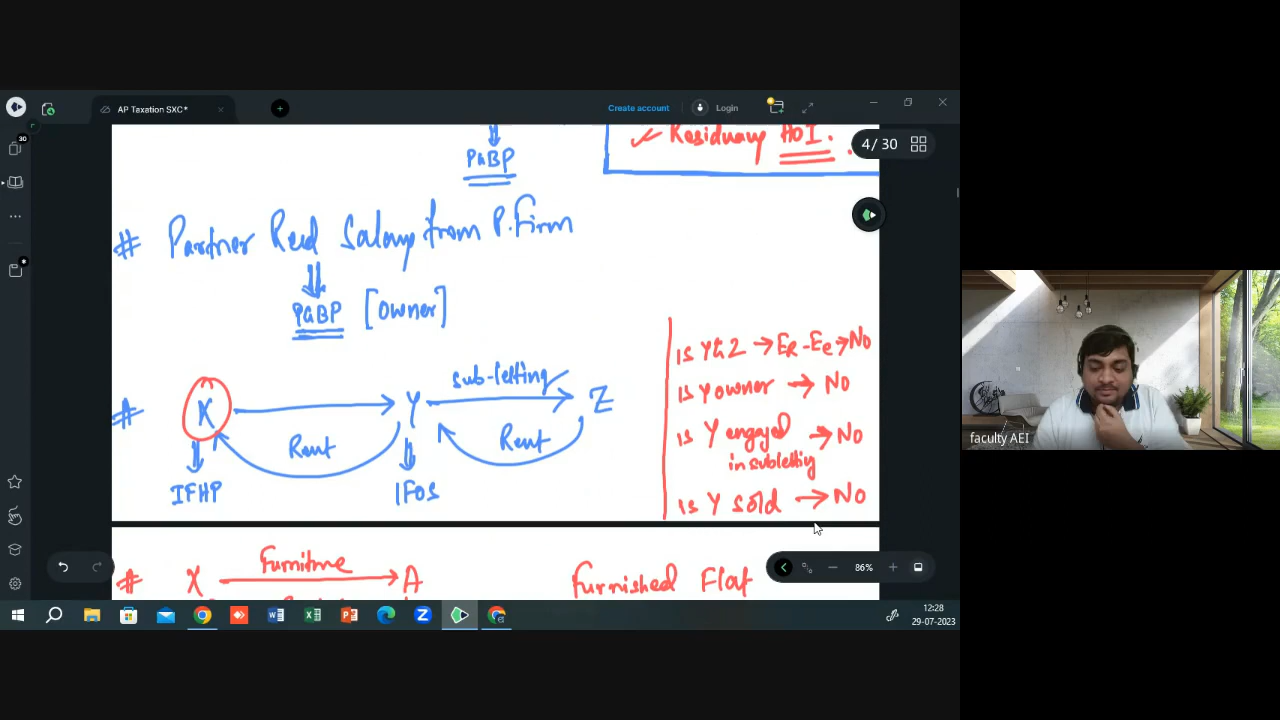 AP Taxation SXC*
Create account
Login
30
PGBP
Residuary HOI.
4/30
# Partner Recd Salary from P. Firm
PGBP [owner]
# X Y sub-letting Z
Rent Rent
IFHP IFOS
is Y & Z → Er-Ee → No
is Y owner → No
is Y engaged in subletting → No
is Y sold → No
# X Furniture A Furnished Flat
86%
faculty AEI
12:28
29-07-2023